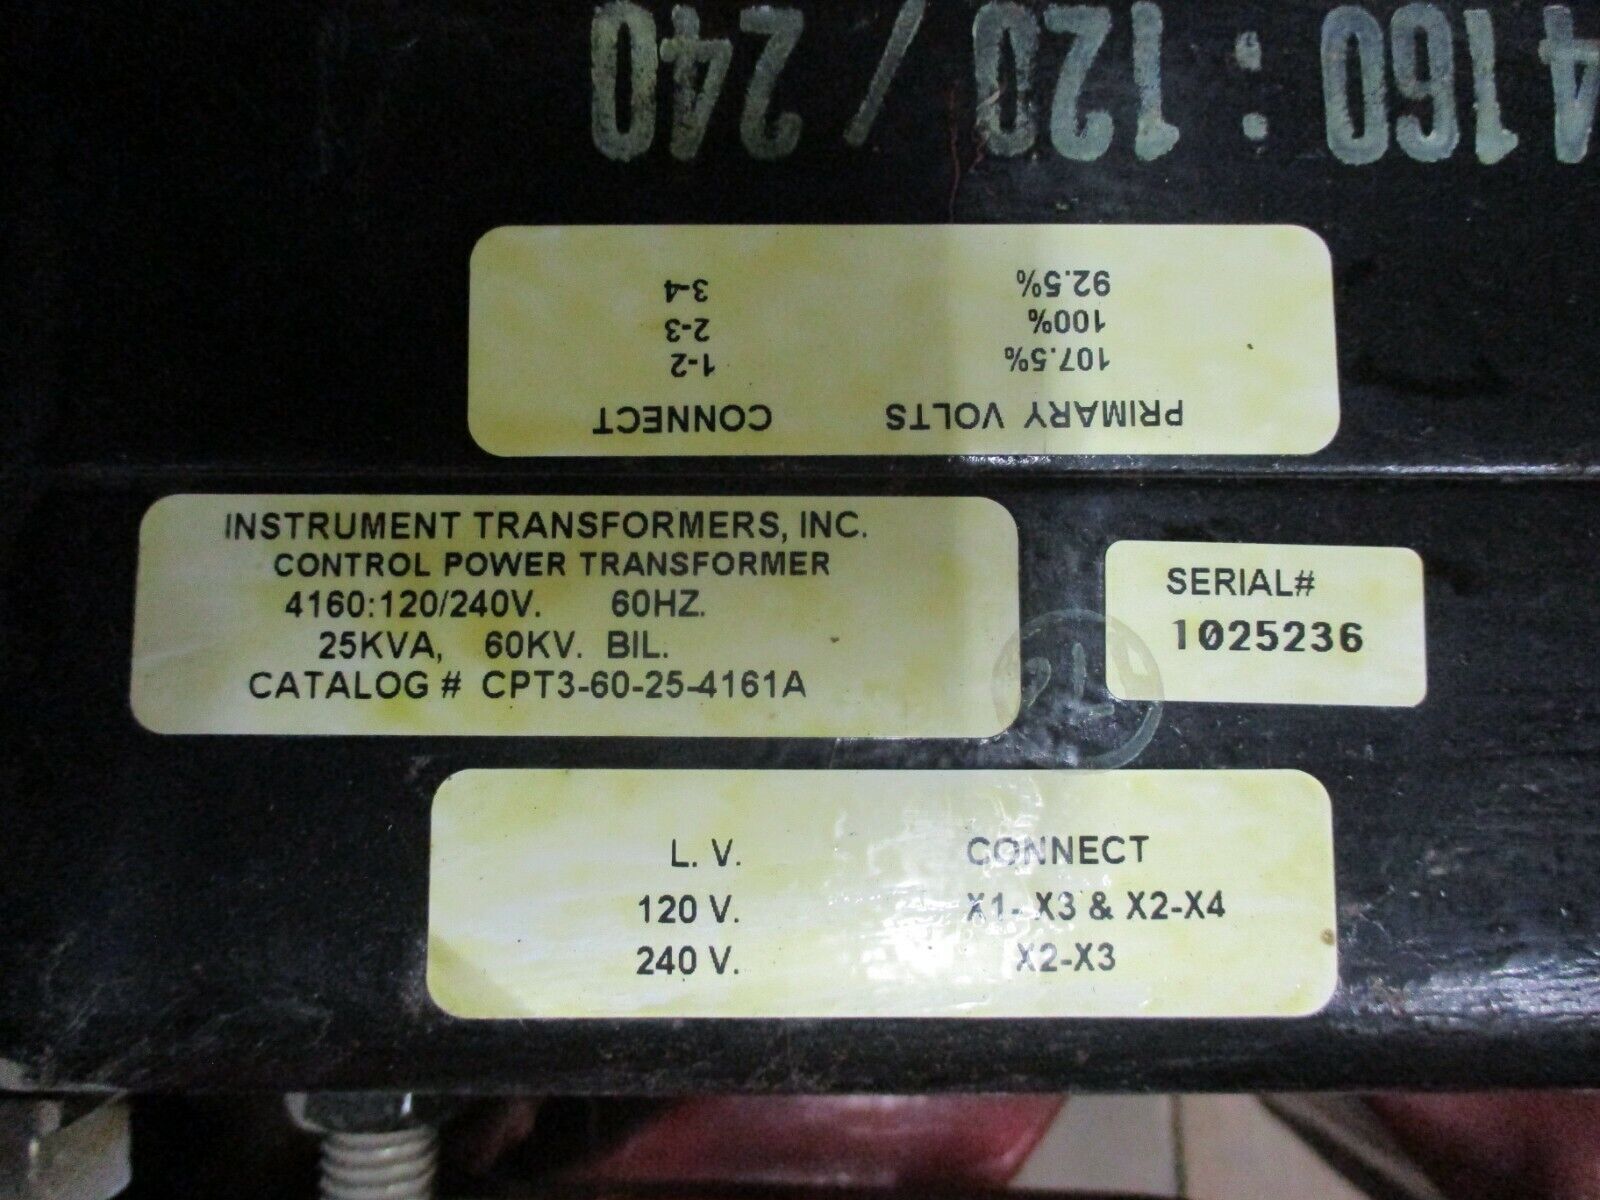 4160 : 120 / 240
PRIMARY VOLTS CONNECT
107.5% 1-2
100% 2-3
92.5% 3-4
INSTRUMENT TRANSFORMERS, INC.
CONTROL POWER TRANSFORMER
4160:120/240V. 60HZ.
25KVA, 60KV. BIL.
CATALOG # CPT3-60-25-4161A
SERIAL#
1025236
L. V. CONNECT
120 V. X1-X3 & X2-X4
240 V. X2-X3